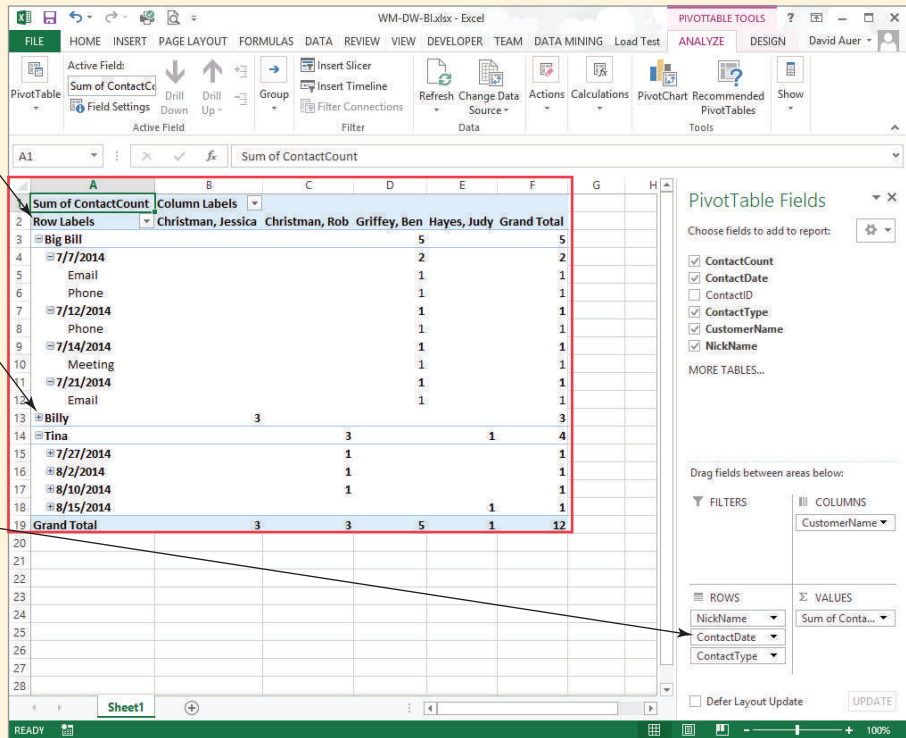 WM-DW-BI.xlsx - Excel
PIVOTTABLE TOOLS
FILE HOME INSERT PAGE LAYOUT FORMULAS DATA REVIEW VIEW DEVELOPER TEAM DATA MINING Load Test ANALYZE DESIGN David Auer
PivotTable
Active Field:
Sum of ContactCo
Field Settings
Drill Down
Drill Up
Active Field
Group
Insert Slicer
Insert Timeline
Filter Connections
Filter
Refresh
Change Data Source
Data
Actions
Calculations
PivotChart
Recommended PivotTables
Tools
Show
A1 fx Sum of ContactCount
A B C D E F G H
Sum of ContactCount Column Labels
2 Row Labels Christman, Jessica Christman, Rob Griffey, Ben Hayes, Judy Grand Total
3 Big Bill 5 5
4 7/7/2014 2 2
5 Email 1 1
6 Phone 1 1
7 7/12/2014 1 1
8 Phone 1 1
9 7/14/2014 1 1
10 Meeting 1 1
11 7/21/2014 1 1
12 Email 1 1
13 Billy 3 3
14 Tina 3 1 4
15 7/27/2014 1 1
16 8/2/2014 1 1
17 8/10/2014 1 1
18 8/15/2014 1 1
19 Grand Total 3 3 5 1 12
20
21
22
23
24
25
26
27
28
PivotTable Fields
Choose fields to add to report:
ContactCount
ContactDate
ContactID
ContactType
CustomerName
NickName
MORE TABLES...
Drag fields between areas below:
FILTERS
COLUMNS
CustomerName
ROWS
NickName
ContactDate
ContactType
Σ VALUES
Sum of Conta...
Defer Layout Update
UPDATE
Sheet1
READY
100%